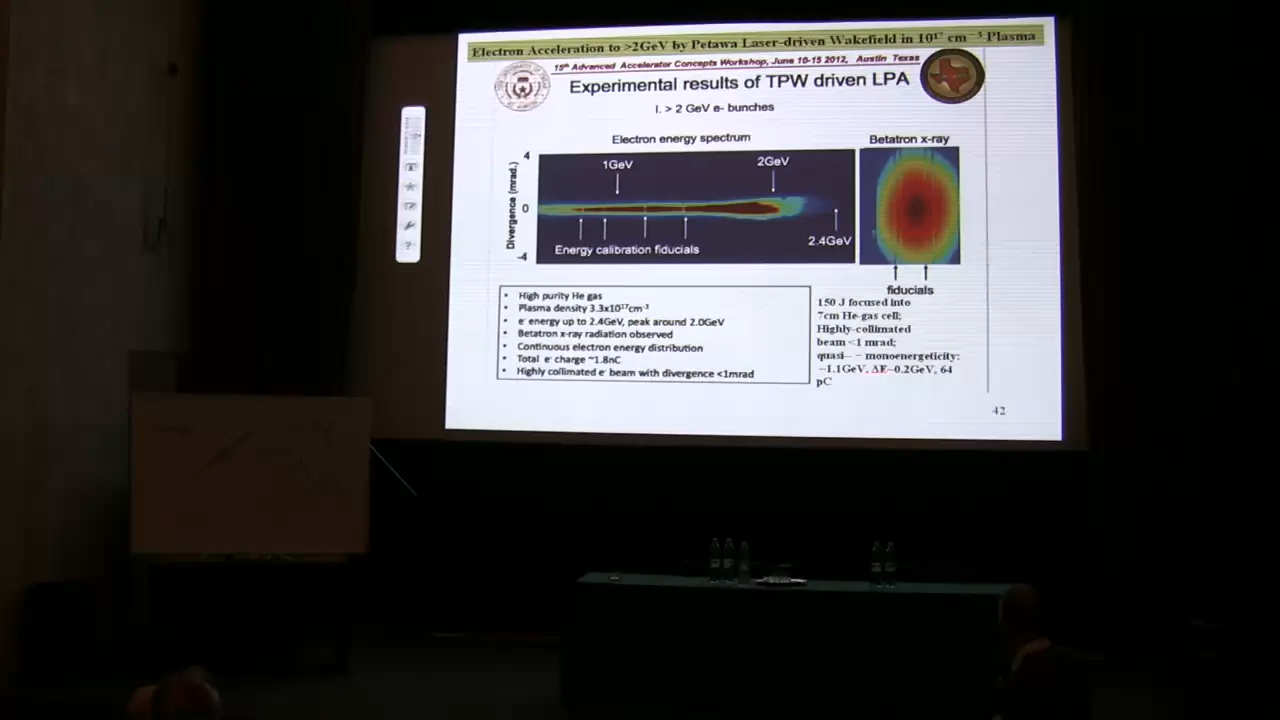 Electron Acceleration to >2GeV by Petawa Laser-driven Wakefield in 10¹⁷ cm⁻³ Plasma
15th Advanced Accelerator Concepts Workshop, June 10-15 2012, Austin Texas
Experimental results of TPW driven LPA
I. > 2 GeV e- bunches
Electron energy spectrum
Betatron x-ray
4
0
-4
Divergence (mrad.)
1GeV
2GeV
2.4GeV
Energy calibration fiducials
fiducials
• High purity He gas
• Plasma density 3.3x10¹⁷cm⁻³
• e⁻ energy up to 2.4GeV, peak around 2.0GeV
• Betatron x-ray radiation observed
• Continuous electron energy distribution
• Total e⁻ charge ~1.8nC
• Highly collimated e⁻ beam with divergence <1mrad
150 J focused into
7cm He-gas cell;
Highly-collimated
beam <1 mrad;
quasi– – monoenergeticity:
~1.1GeV, ΔE~0.2GeV, 64
pC
42